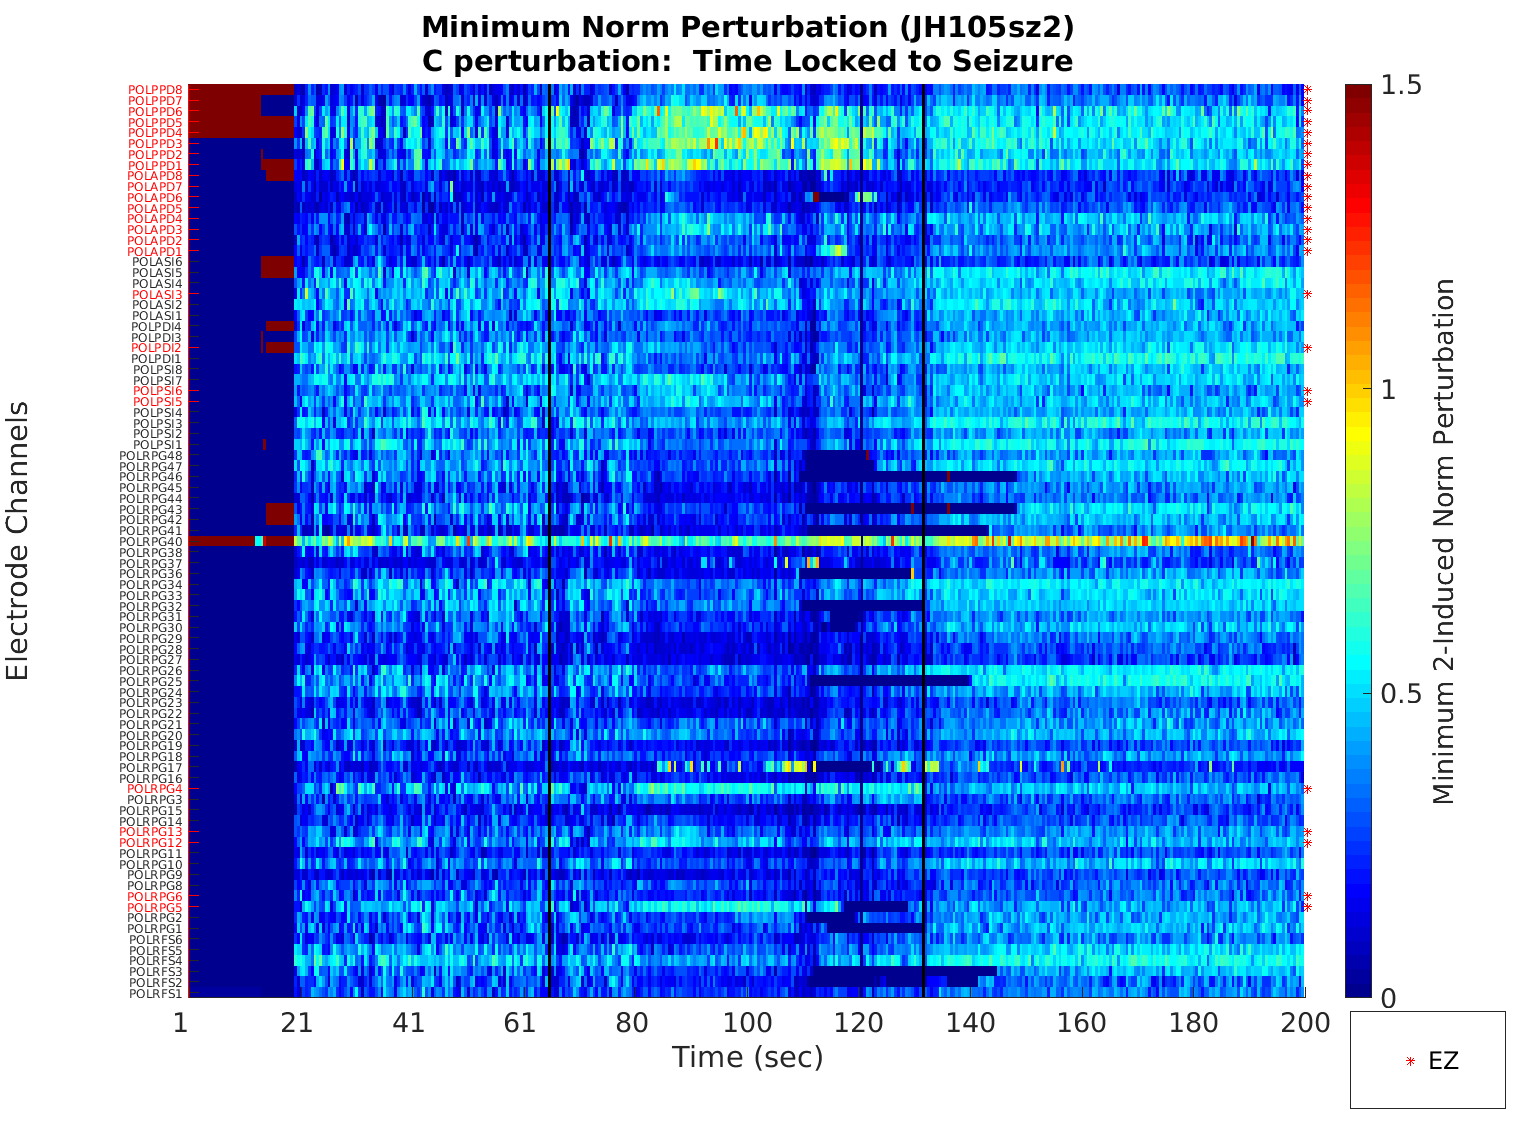 Minimum Norm Perturbation (JH105sz2)
C perturbation:  Time Locked to Seizure
Electrode Channels
POLPPD8
POLPPD7
POLPPD6
POLPPD5
POLPPD4
POLPPD3
POLPPD2
POLPPD1
POLAPD8
POLAPD7
POLAPD6
POLAPD5
POLAPD4
POLAPD3
POLAPD2
POLAPD1
POLASI6
POLASI5
POLASI4
POLASI3
POLASI2
POLASI1
POLPDI4
POLPDI3
POLPDI2
POLPDI1
POLPSI8
POLPSI7
POLPSI6
POLPSI5
POLPSI4
POLPSI3
POLPSI2
POLPSI1
POLRPG48
POLRPG47
POLRPG46
POLRPG45
POLRPG44
POLRPG43
POLRPG42
POLRPG41
POLRPG40
POLRPG38
POLRPG37
POLRPG36
POLRPG34
POLRPG33
POLRPG32
POLRPG31
POLRPG30
POLRPG29
POLRPG28
POLRPG27
POLRPG26
POLRPG25
POLRPG24
POLRPG23
POLRPG22
POLRPG21
POLRPG20
POLRPG19
POLRPG18
POLRPG17
POLRPG16
POLRPG4
POLRPG3
POLRPG15
POLRPG14
POLRPG13
POLRPG12
POLRPG11
POLRPG10
POLRPG9
POLRPG8
POLRPG6
POLRPG5
POLRPG2
POLRPG1
POLRFS6
POLRFS5
POLRFS4
POLRFS3
POLRFS2
POLRFS1
1 21 41 61 80 100 120 140 160 180 200
Time (sec)
1.5
1
0.5
0
Minimum 2-Induced Norm Perturbation
EZ